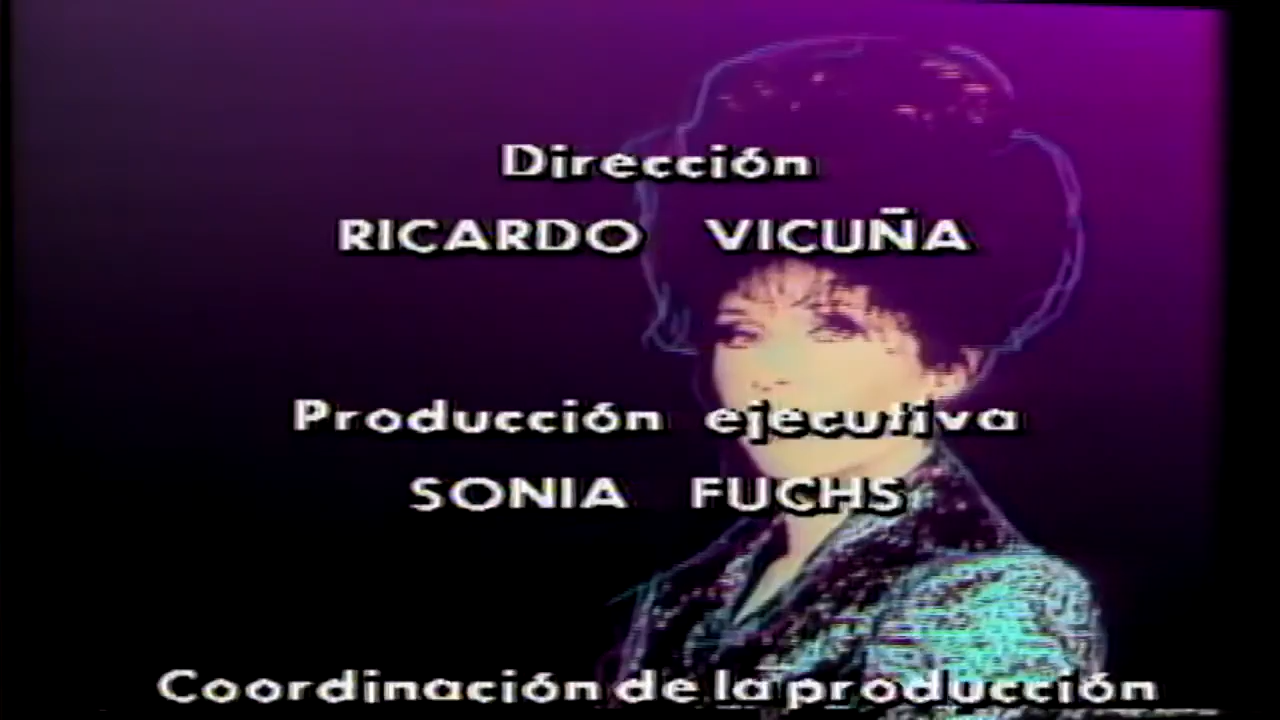 Dirección
RICARDO VICUÑA
Producción ejecutiva
SONIA FUCHS
Coordinación de la producción